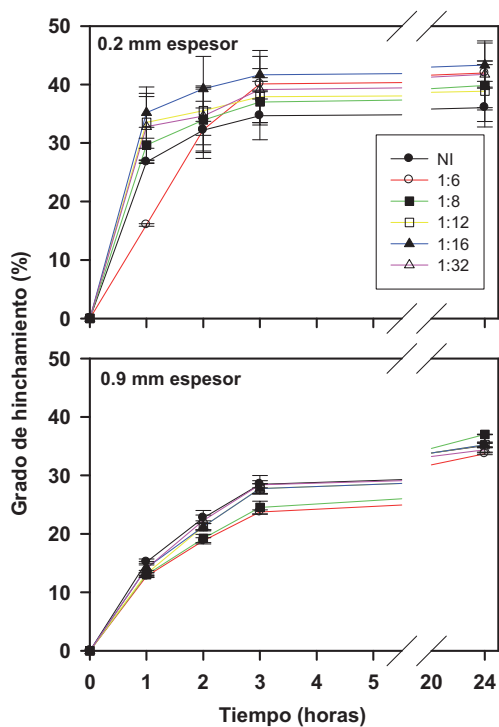 50
0.2 mm espesor
40
30
20
10
0
NI
1:6
1:8
1:12
1:16
1:32
Grado de hinchamiento (%)
50
0.9 mm espesor
40
30
20
10
0
0 1 2 3 4 5 20 24
Tiempo (horas)